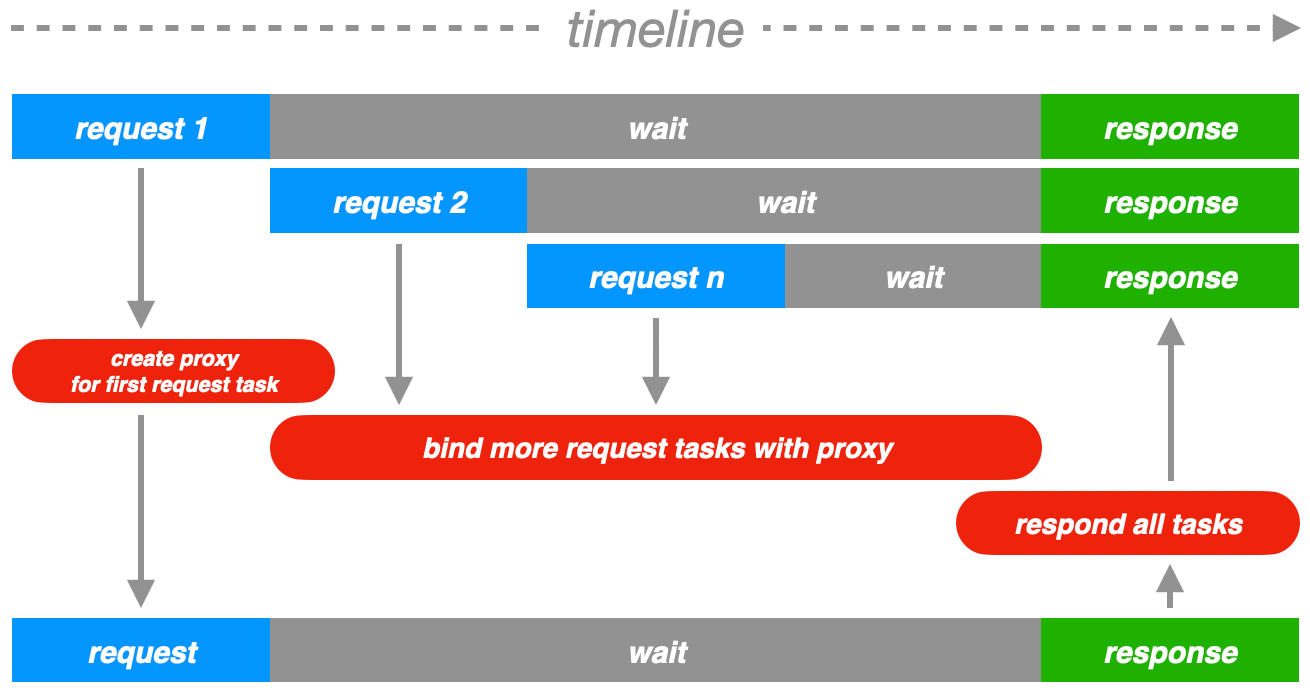 timeline
request 1 wait response
request 2 wait response
request n wait response
create proxy
for first request task
bind more request tasks with proxy
respond all tasks
request wait response